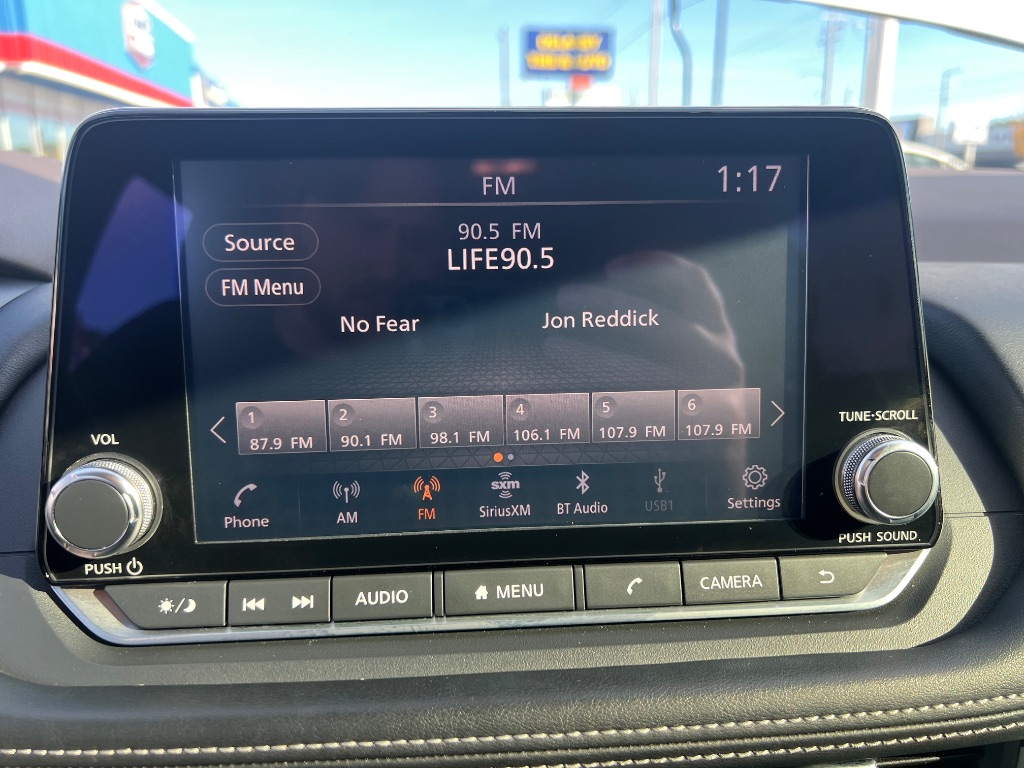 FM
1:17
90.5 FM
LIFE90.5
Source
FM Menu
No Fear
Jon Reddick
1
2
3
4
5
6
87.9 FM
90.1 FM
98.1 FM
106.1 FM
107.9 FM
107.9 FM
VOL
TUNE·SCROLL
Phone
AM
FM
sxm
SiriusXM
BT Audio
USB1
Settings
PUSH
PUSH SOUND
AUDIO
MENU
CAMERA